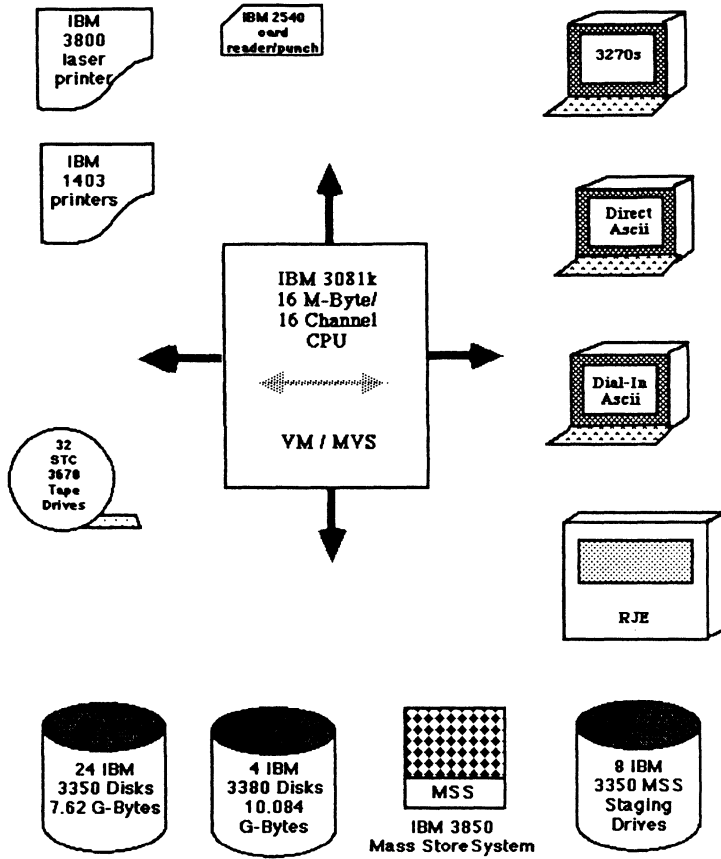 IBM
3800
laser
printer
IBM 2540
card
reader/punch
3270s
IBM
1403
printers
Direct
Ascii
IBM 3081k
16 M-Byte/
16 Channel
CPU
VM / MVS
Dial-In
Ascii
32
STC
3670
Tape
Drives
RJE
24 IBM
3350 Disks
7.62 G-Bytes
4 IBM
3380 Disks
10.084
G-Bytes
MSS
IBM 3850
Mass Store System
8 IBM
3350 MSS
Staging
Drives